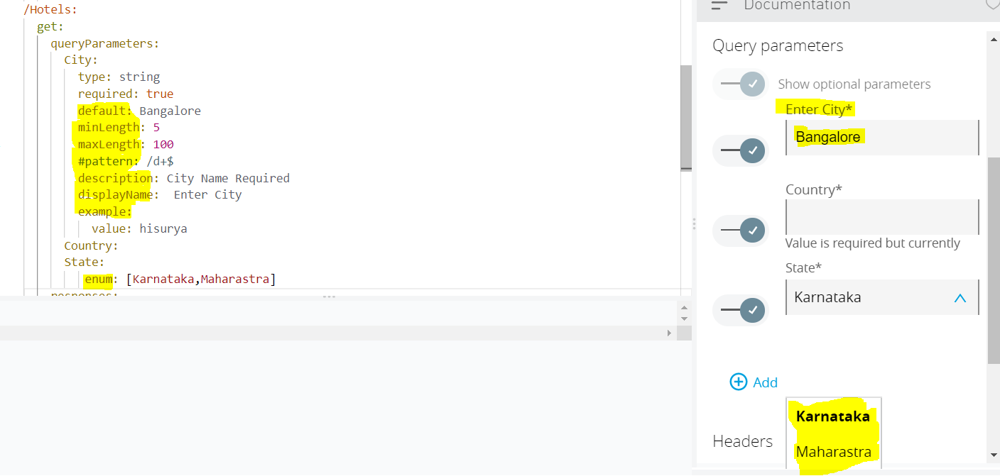 /Hotels:
get:
queryParameters:
City:
type: string
required: true
default: Bangalore
minLength: 5
maxLength: 100
#pattern: /d+$
description: City Name Required
displayName:  Enter City
example:
value: hisurya
Country:
State:
enum: [Karnataka,Maharastra]
responses:
Documentation
Query parameters
Show optional parameters
Enter City*
Bangalore
Country*
Value is required but currently
State*
Karnataka
Add
Karnataka
Headers
Maharastra